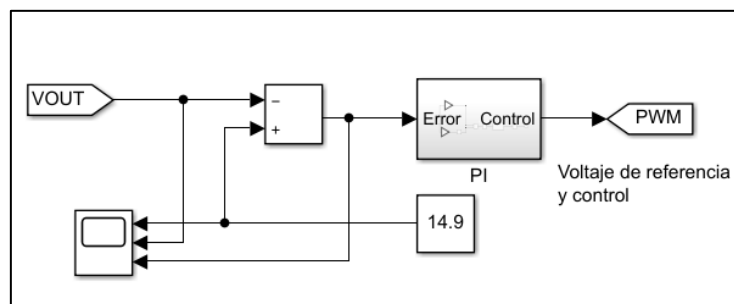 VOUT
−
+
Error
Control
PI
PWM
Voltaje de referencia
y control
14.9